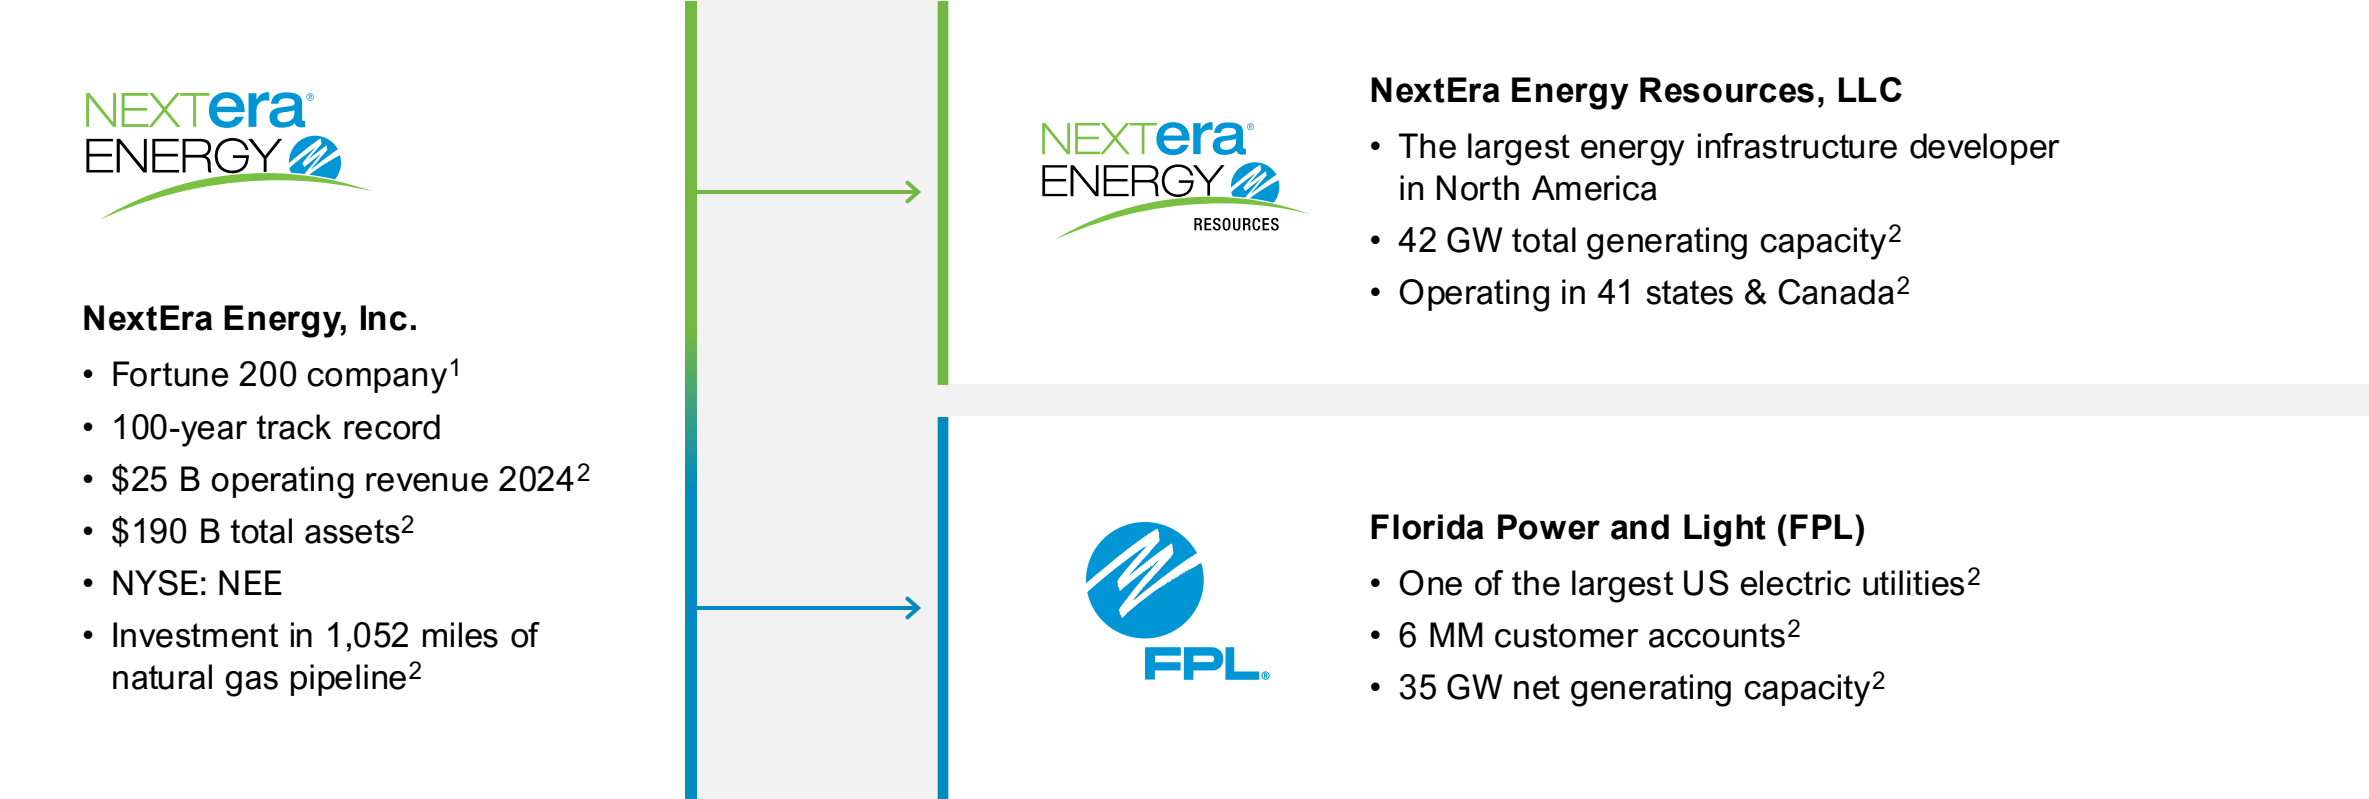 NEXTera®
ENERGY
NextEra Energy, Inc.
• Fortune 200 company1
• 100-year track record
• $25 B operating revenue 20242
• $190 B total assets2
• NYSE: NEE
• Investment in 1,052 miles of
natural gas pipeline2
NEXTera®
ENERGY
RESOURCES
NextEra Energy Resources, LLC
• The largest energy infrastructure developer
in North America
• 42 GW total generating capacity2
• Operating in 41 states & Canada2
FPL®
Florida Power and Light (FPL)
• One of the largest US electric utilities2
• 6 MM customer accounts2
• 35 GW net generating capacity2